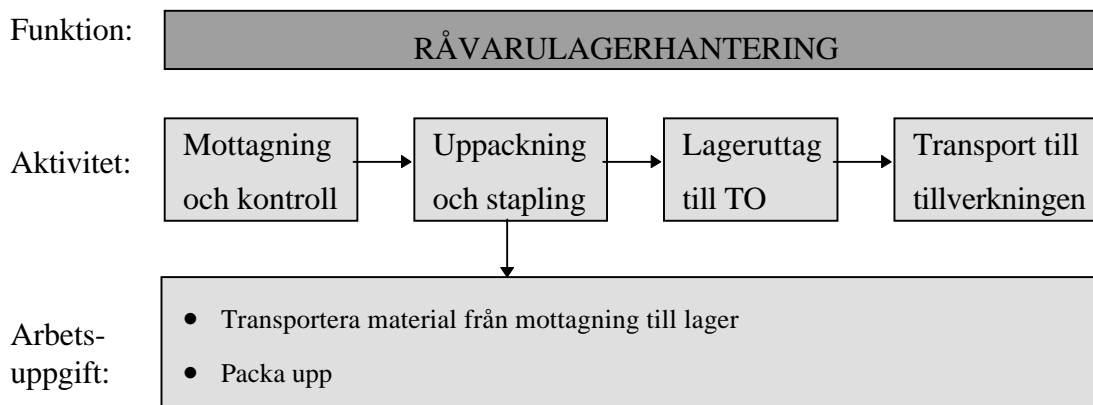 Funktion:
RÅVARULAGERHANTERING
Aktivitet:
Mottagning
och kontroll
Uppackning
och stapling
Lageruttag
till TO
Transport till
tillverkningen
Arbets-
uppgift:
• Transportera material från mottagning till lager
• Packa upp